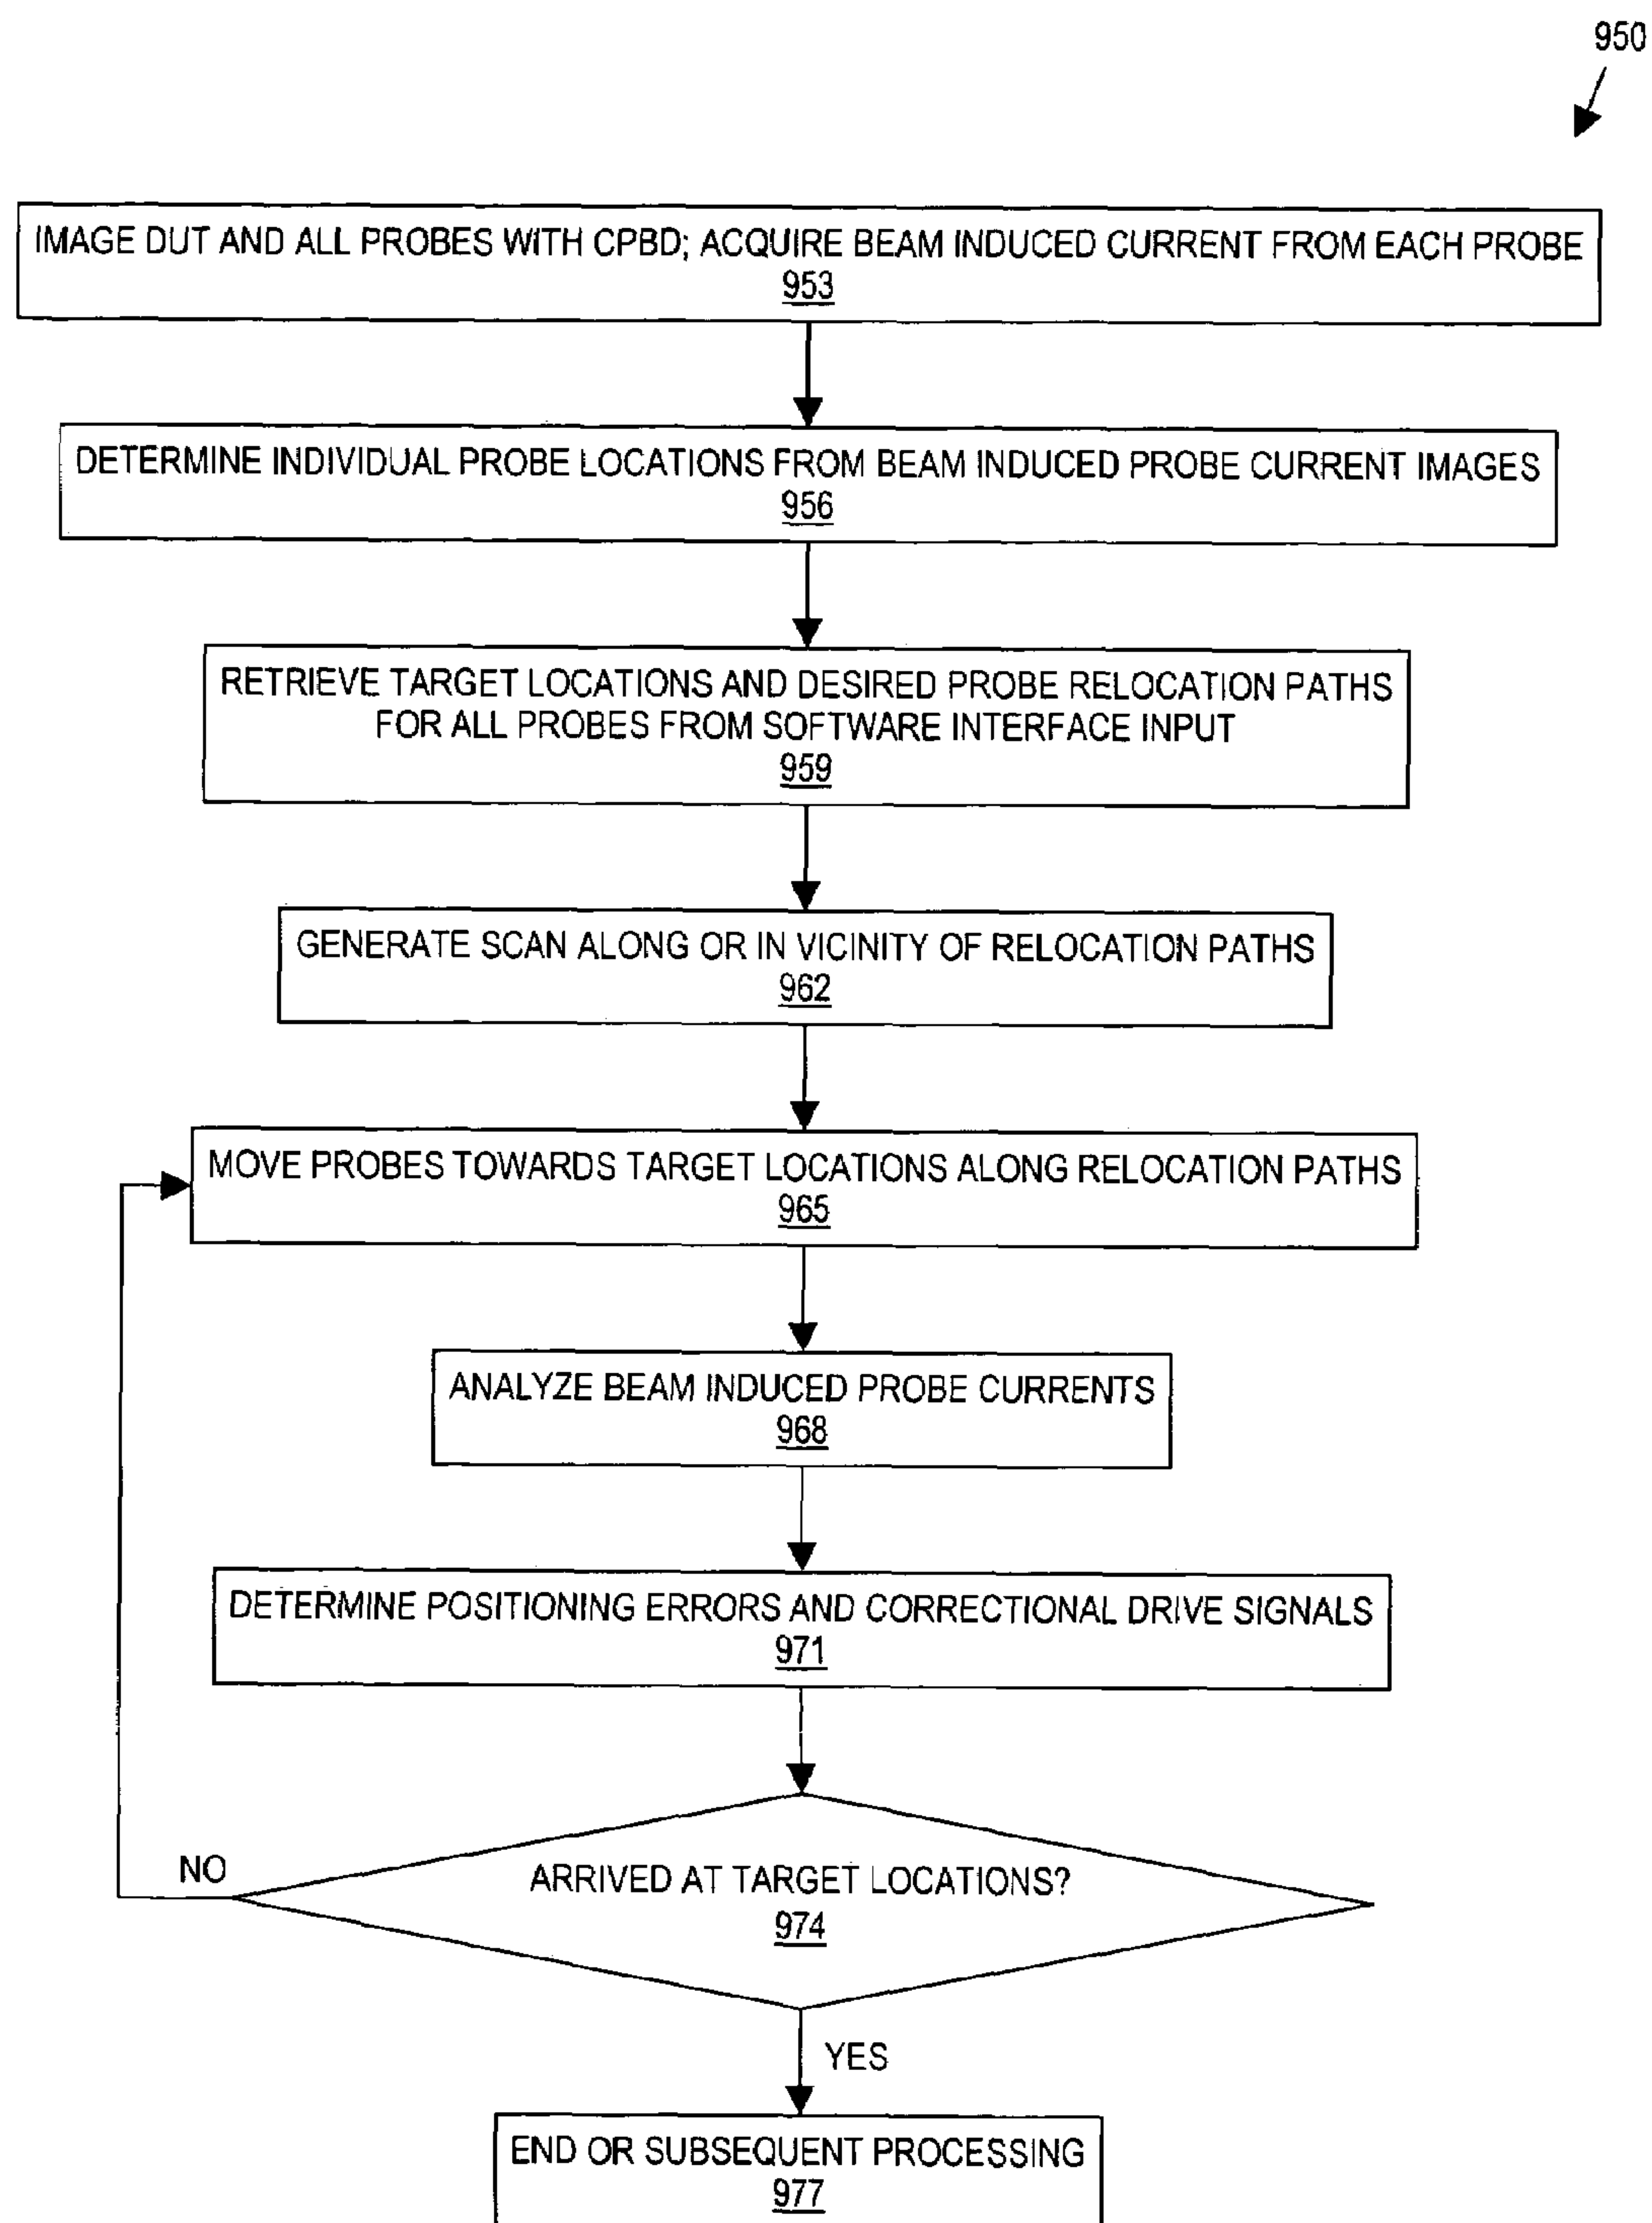 950
IMAGE DUT AND ALL PROBES WITH CPBD; ACQUIRE BEAM INDUCED CURRENT FROM EACH PROBE
953
DETERMINE INDIVIDUAL PROBE LOCATIONS FROM BEAM INDUCED PROBE CURRENT IMAGES
956
RETRIEVE TARGET LOCATIONS AND DESIRED PROBE RELOCATION PATHS
FOR ALL PROBES FROM SOFTWARE INTERFACE INPUT
959
GENERATE SCAN ALONG OR IN VICINITY OF RELOCATION PATHS
962
MOVE PROBES TOWARDS TARGET LOCATIONS ALONG RELOCATION PATHS
965
ANALYZE BEAM INDUCED PROBE CURRENTS
968
DETERMINE POSITIONING ERRORS AND CORRECTIONAL DRIVE SIGNALS
971
NO
ARRIVED AT TARGET LOCATIONS?
974
YES
END OR SUBSEQUENT PROCESSING
977